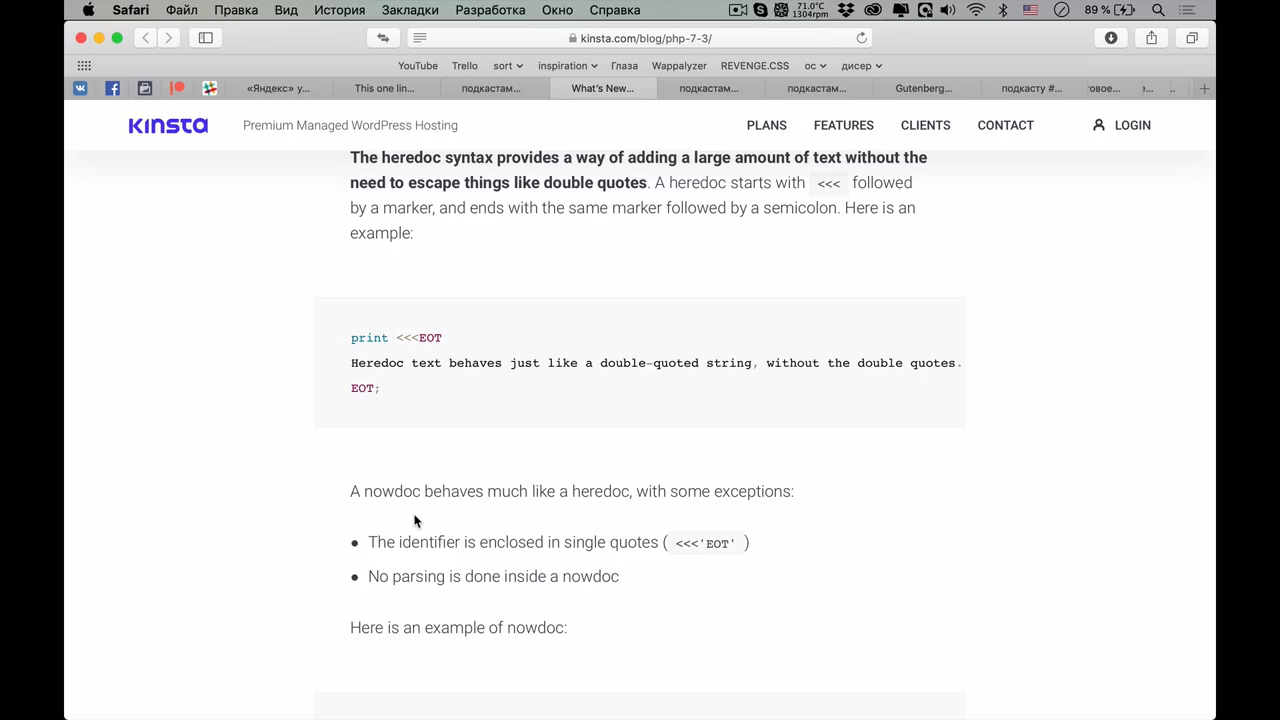 Safari Файл Правка Вид История Закладки Разработка Окно Справка 71.0°C 1304rpm 89 %
kinsta.com/blog/php-7-3/
YouTube Trello sort inspiration Глаза Wappalyzer REVENGE.CSS ос дисер
«Яндекс» у... This one lin... подкастам... What's New... подкастам... подкастам... Gutenberg... подкасту #... говое... ле... ..
KINSTA Premium Managed WordPress Hosting PLANS FEATURES CLIENTS CONTACT LOGIN
The heredoc syntax provides a way of adding a large amount of text without the
need to escape things like double quotes. A heredoc starts with <<< followed
by a marker, and ends with the same marker followed by a semicolon. Here is an
example:
print <<<EOT
Heredoc text behaves just like a double-quoted string, without the double quotes.
EOT;
A nowdoc behaves much like a heredoc, with some exceptions:
● The identifier is enclosed in single quotes ( <<<'EOT' )
● No parsing is done inside a nowdoc
Here is an example of nowdoc: